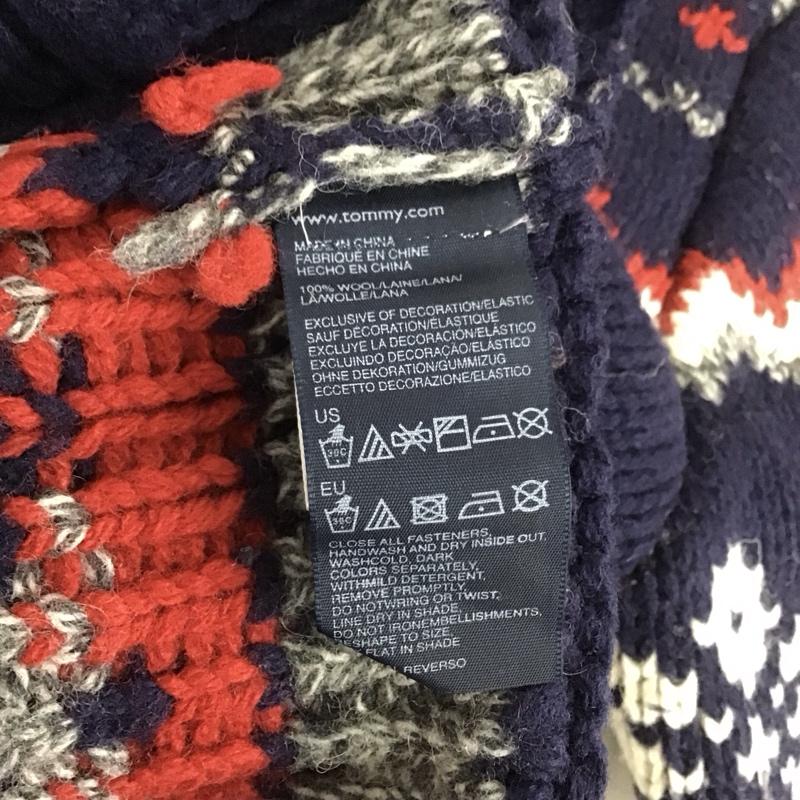 www.tommy.com
MADE IN CHINA
FABRIQUÉ EN CHINE
HECHO EN CHINA
100% WOOL/LAINE/LANA/
LA/WOLLE/LANA
EXCLUSIVE OF DECORATION/ELASTIC
SAUF DÉCORATION/ÉLASTIQUE
EXCLUYE LA DECORACIÓN/ELÁSTICO
EXCLUINDO DECORAÇÃO/ELÁSTICO
OHNE DEKORATION/GUMMIZUG
ECCETTO DECORAZIONE/ELASTICO
US
30C
EU
30C
CLOSE ALL FASTENERS,
HANDWASH AND DRY INSIDE OUT,
WASHCOLD, DARK
COLORS SEPARATELY,
WITHMILD DETERGENT,
REMOVE PROMPTLY,
DO NOTWRING OR TWIST,
LINE DRY IN SHADE,
DO NOT IRONEMBELLISHMENTS,
RESHAPE TO SIZE,
FLAT IN SHADE
REVERSO